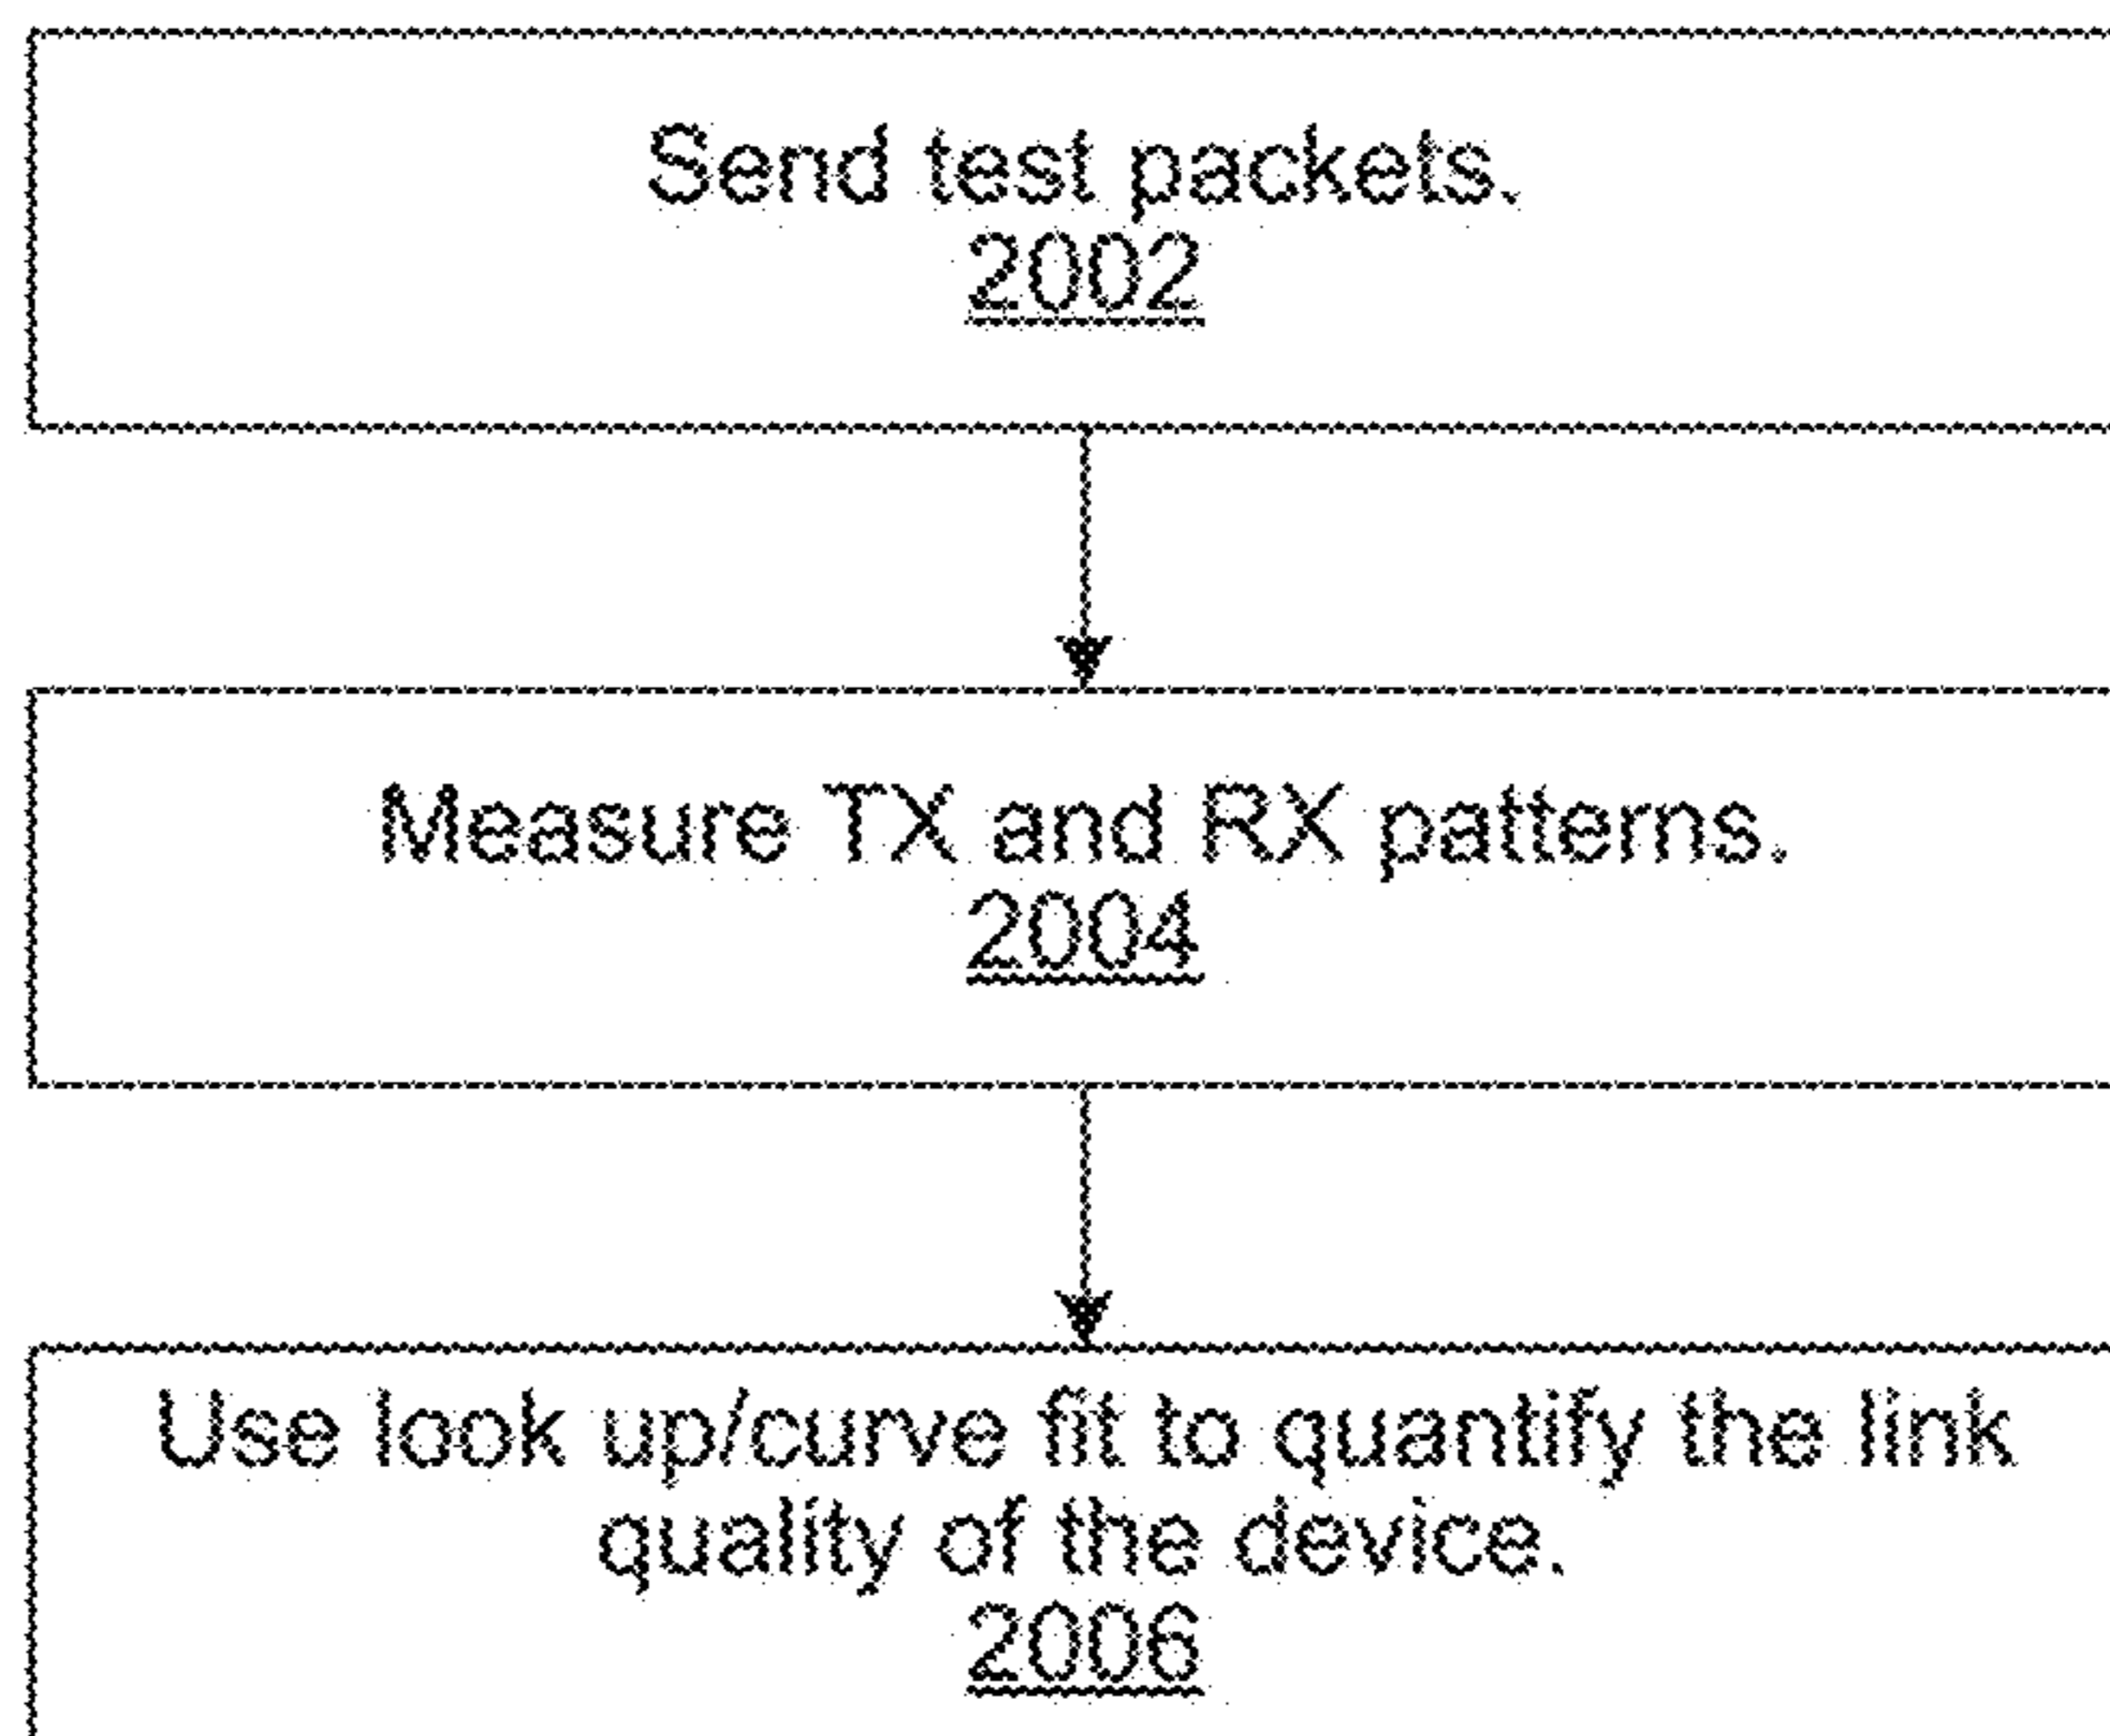 Send test packets.
2002
Measure TX and RX patterns.
2004
Use look up/curve fit to quantify the link
quality of the device.
2006